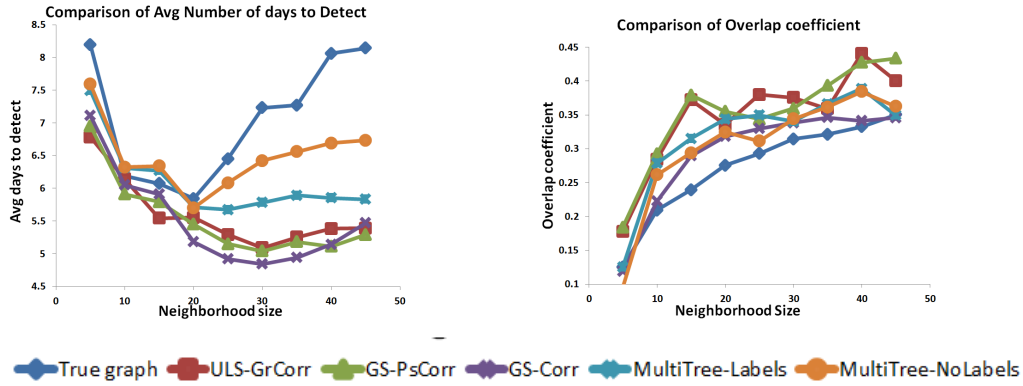 Comparison of Avg Number of days to Detect
8.5
8
7.5
7
6.5
6
5.5
5
4.5
Avg days to detect
0 10 20 30 40 50
Neighborhood size
Comparison of Overlap coefficient
0.45
0.4
0.35
0.3
0.25
0.2
0.15
0.1
Overlap coefficient
0 10 20 30 40 50
Neighborhood Size
True graph ULS-GrCorr GS-PsCorr GS-Corr MultiTree-Labels MultiTree-NoLabels